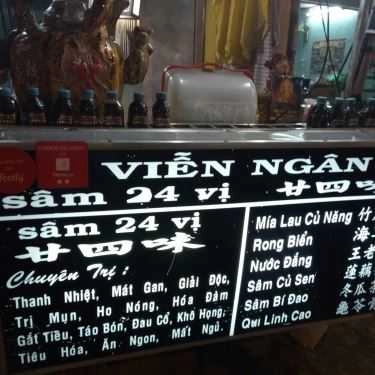 VIỄN NGÂN
sâm 24 vị 廿四味
sâm 24 vị
廿四味
Chuyên Trị :
Thanh Nhiệt, Mát Gan, Giải Độc,
Trị Mụn, Ho Nóng, Hóa Đàm
Gắt Tiểu, Táo Bón, Đau Cổ, Khô Họng,
Tiêu Hóa, Ăn Ngon, Mất Ngủ.
Mía Lau Củ Năng 竹
Rong Biển 海
Nước Đắng 王老
Sâm Củ Sen 蓮藕
Sâm Bí Đao 冬瓜
Qui Linh Cao 龜苓